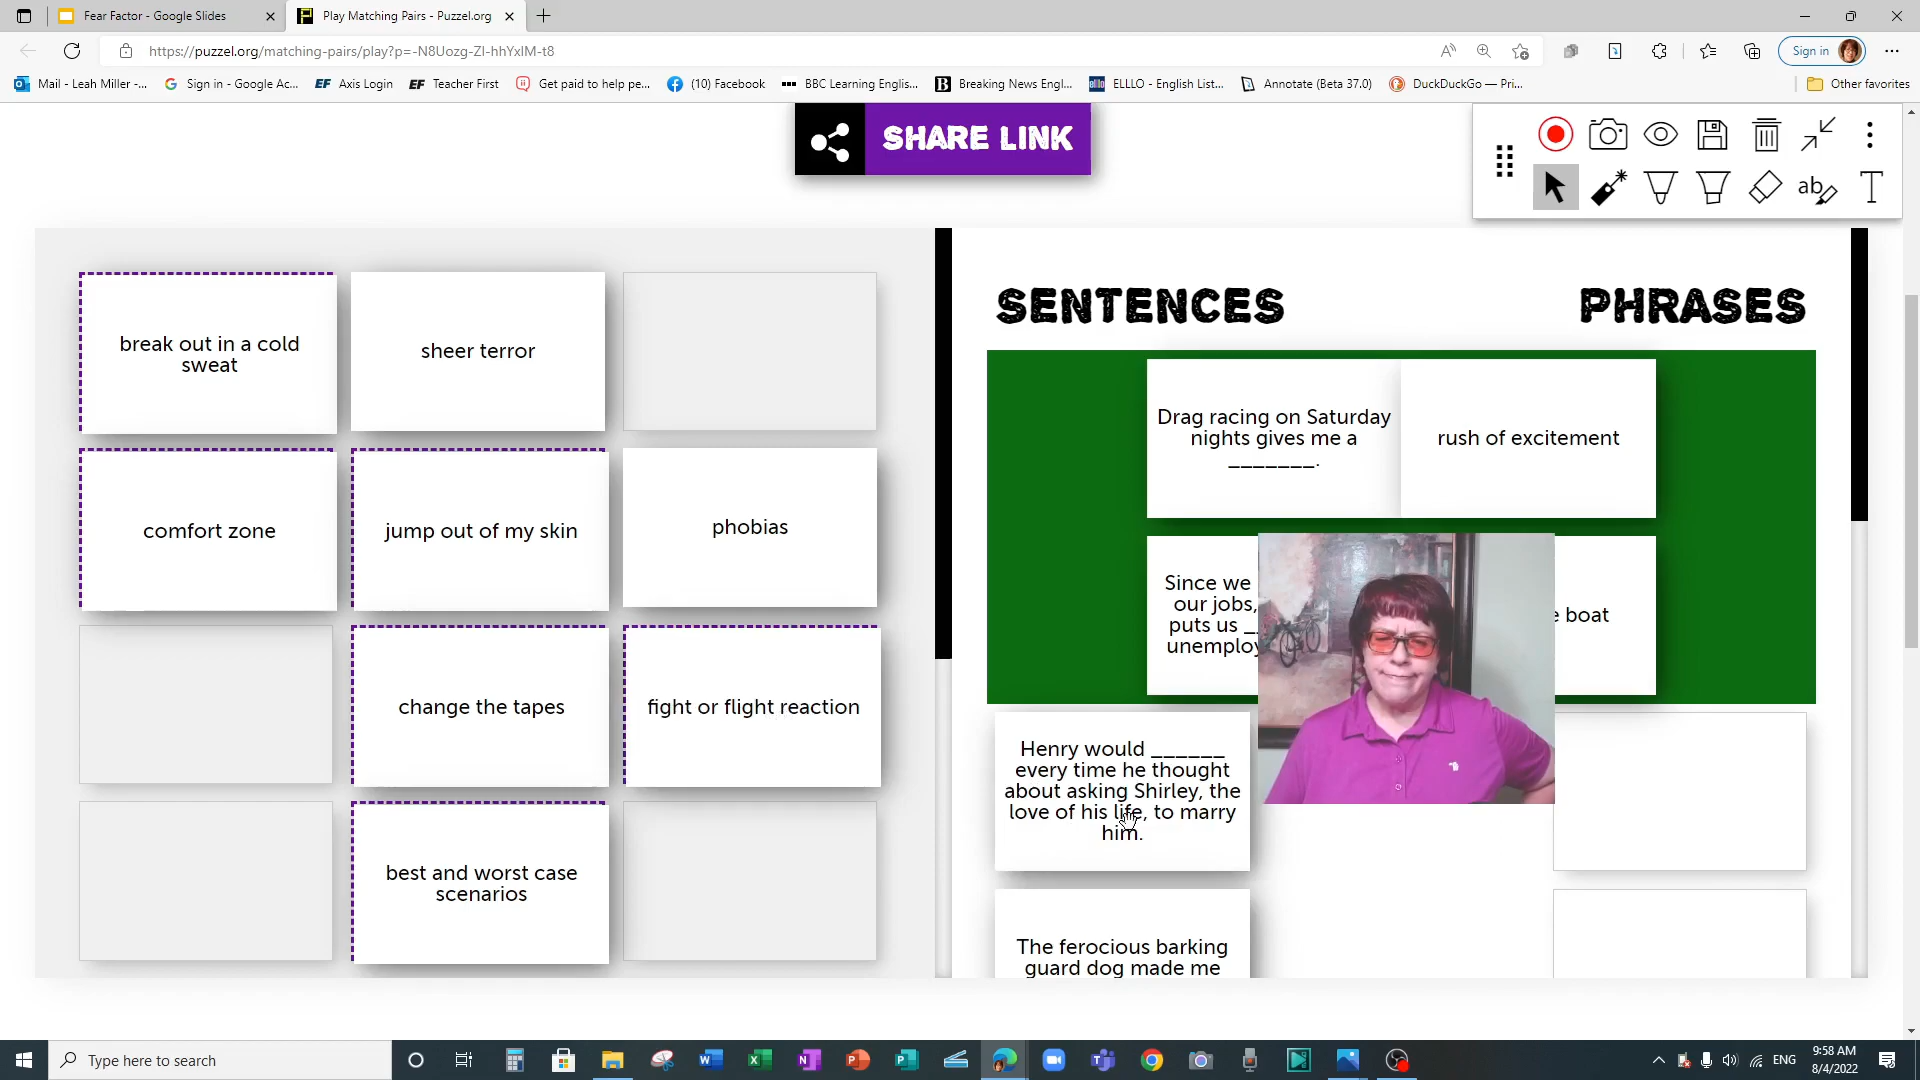 Fear Factor - Google Slides
Play Matching Pairs - Puzzel.org
https://puzzel.org/matching-pairs/play?p=-N8Uozg-ZI-hhYxIM-t8
Sign in
Mail - Leah Miller -...
Sign in - Google Ac...
EF Axis Login
EF Teacher First
Get paid to help pe...
(10) Facebook
BBC Learning Englis...
B Breaking News Engl...
ELLLO - English List...
Annotate (Beta 37.0)
DuckDuckGo — Pri...
Other favorites
SHARE LINK
ab
T
SENTENCES
PHRASES
break out in a cold
sweat
sheer terror
comfort zone
jump out of my skin
phobias
change the tapes
fight or flight reaction
best and worst case
scenarios
Drag racing on Saturday
nights gives me a
_______.
rush of excitement
Since we
our jobs,
puts us _
unemploy
e boat
Henry would ______
every time he thought
about asking Shirley, the
love of his life, to marry
him.
The ferocious barking
guard dog made me
Type here to search
ENG
9:58 AM
8/4/2022